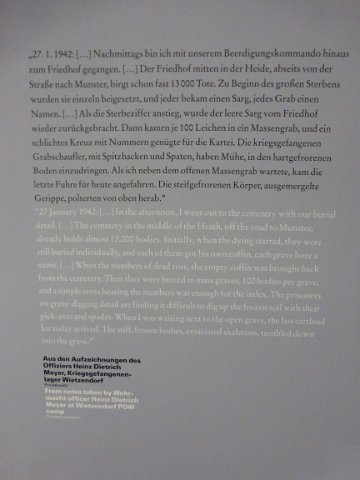 „27. 1. 1942: […] Nachmittags bin ich mit unserem Beerdigungskommando hinaus
zum Friedhof gegangen. […] Der Friedhof mitten in der Heide, abseits von der
Straße nach Munster, birgt schon fast 13 000 Tote. Zu Beginn des großen Sterbens
wurden sie einzeln beigesetzt, und jeder bekam einen Sarg, jedes Grab einen
Namen. […] Als die Sterbeziffer anstieg, wurde der leere Sarg vom Friedhof
wieder zurückgebracht. Dann kamen je 100 Leichen in ein Massengrab, und ein
schlichtes Kreuz mit Nummern genügte für die Kartei. Die kriegsgefangenen
Grabschaufler, mit Spitzhacken und Spaten, haben Mühe, in den hartgefrorenen
Boden einzudringen. Als ich neben dem offenen Massengrab wartete, kam die
letzte Fuhre für heute angefahren. Die steifgefrorenen Körper, ausgemergelte
Gerippe, polterten von oben herab.“
“27 January 1942: […] In the afternoon, I went out to the cemetery with our burial
detail. […] The cemetery in the middle of the Heath, off the road to Munster,
already holds almost 13,000 bodies. Initially, when the dying started, they were
still buried individually, and each of them got his own coffin, each grave bore a
name. […] When the numbers of dead rose, the empty coffin was brought back
from the cemetery. Then they were buried in mass graves, 100 bodies per grave,
and a simple cross bearing the numbers was enough for the index. The prisoners
on grave-digging detail are finding it difficult to dig up the frozen soil with their
pick-axes and spades. When I was waiting next to the open grave, the last cartload
for today arrived. The stiff, frozen bodies, emaciated skeletons, rumbled down
into the grave.”
Aus den Aufzeichnungen des
Offiziers Heinz Dietrich
Meyer, Kriegsgefangenen-
lager Wietzendorf
Privatbesitz
From notes taken by Wehr-
macht officer Heinz Dietrich
Meyer at Wietzendorf POW
camp
Private collection